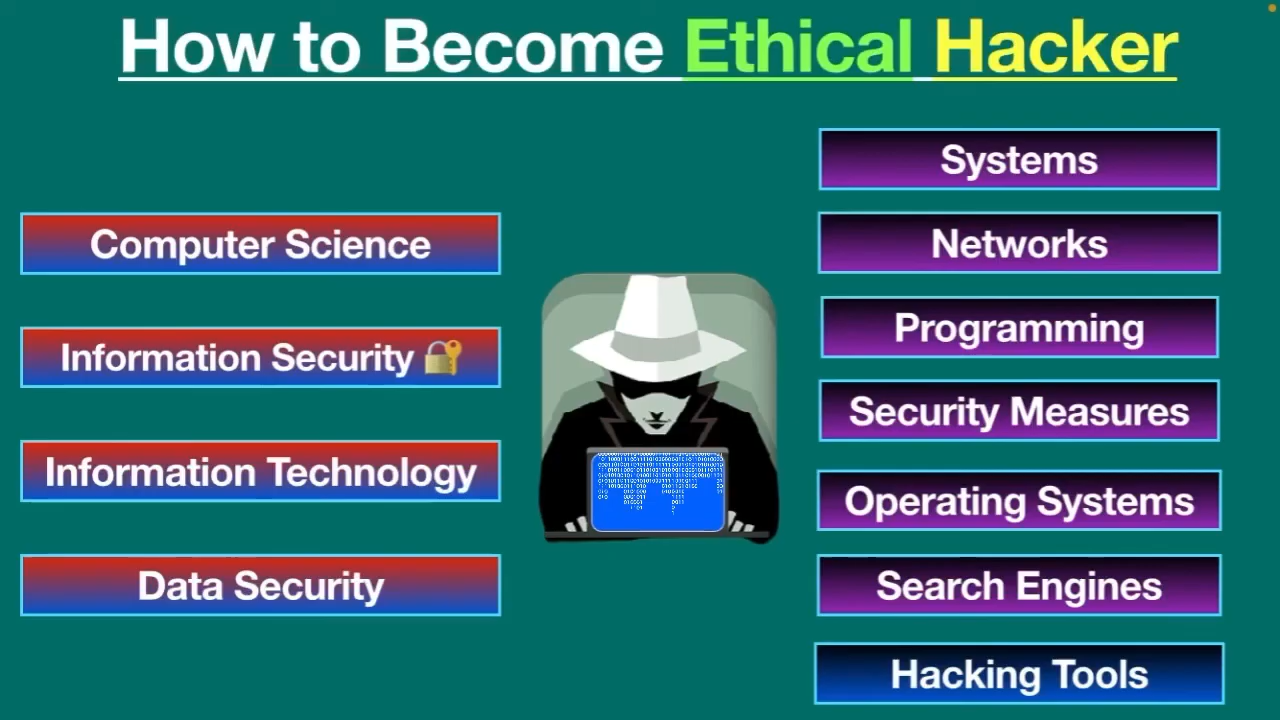 How to Become Ethical Hacker
Computer Science
Information Security 🔐
Information Technology
Data Security
Systems
Networks
Programming
Security Measures
Operating Systems
Search Engines
Hacking Tools